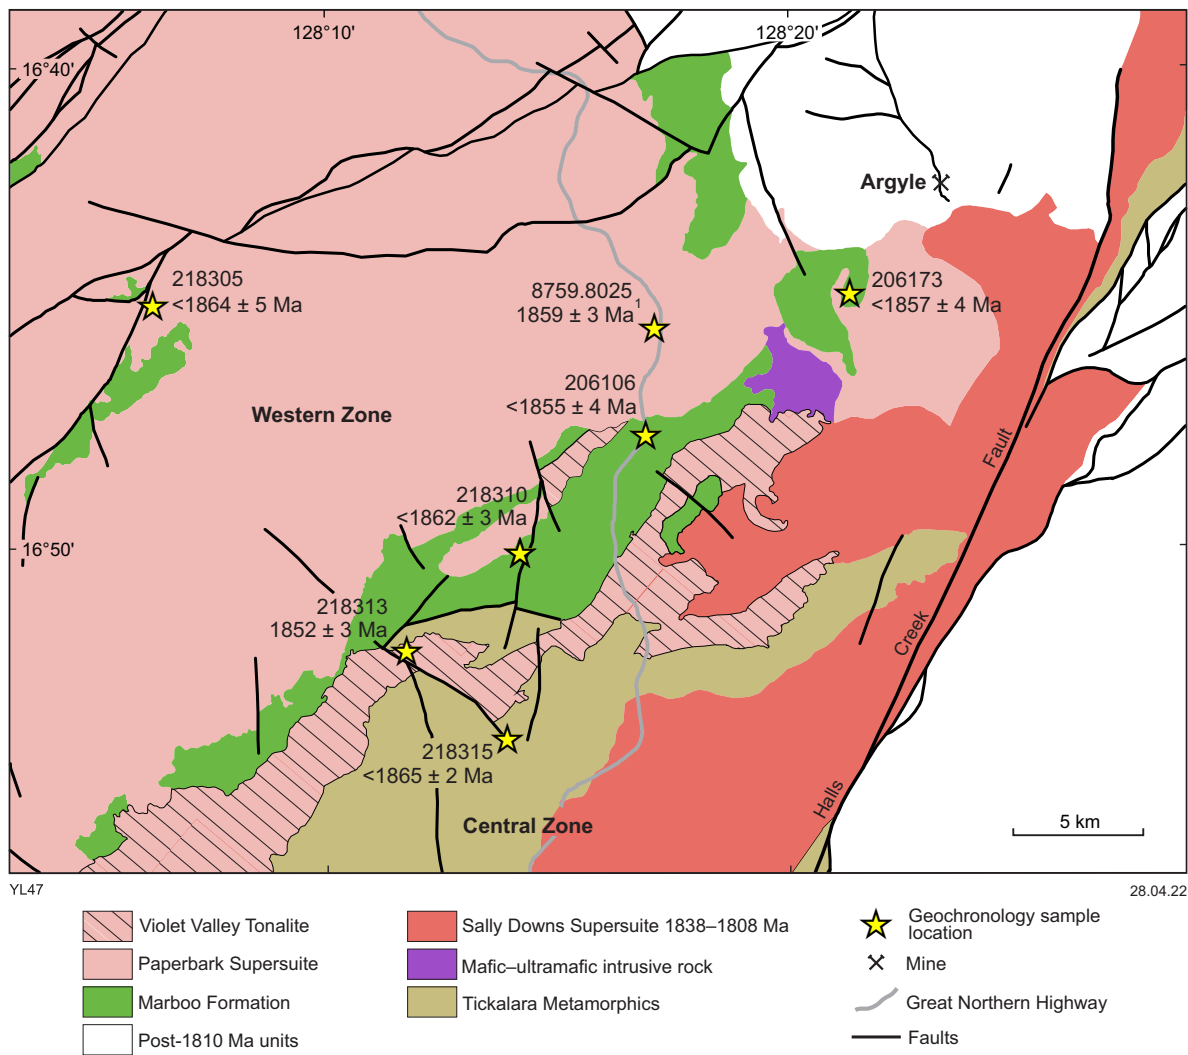 128°10'
128°20'
16°40'
Argyle
218305
<1864 ± 5 Ma
8759.8025
1859 ± 3 Ma1
206173
<1857 ± 4 Ma
206106
<1855 ± 4 Ma
Western Zone
Fault
218310
<1862 ± 3 Ma
16°50'
218313
1852 ± 3 Ma
Creek
218315
<1865 ± 2 Ma
Halls
Central Zone
5 km
YL47
28.04.22
Violet Valley Tonalite
Paperbark Supersuite
Marboo Formation
Post-1810 Ma units
Sally Downs Supersuite 1838–1808 Ma
Mafic–ultramafic intrusive rock
Tickalara Metamorphics
Geochronology sample
location
Mine
Great Northern Highway
Faults